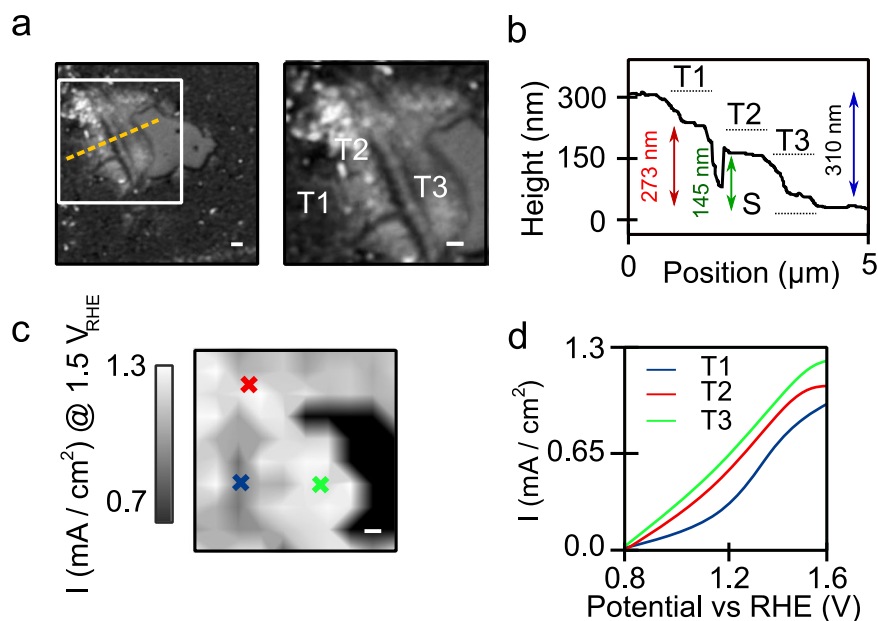 a
T1
T2
T3
b
Height (nm)
300
150
0
T1
T2
T3
S
273 nm
145 nm
310 nm
0
5
Position (µm)
c
I (mA / cm²) @ 1.5 V_RHE
1.3
0.7
d
I (mA / cm²)
1.3
0.65
0.0
T1
T2
T3
0.8
1.2
1.6
Potential vs RHE (V)